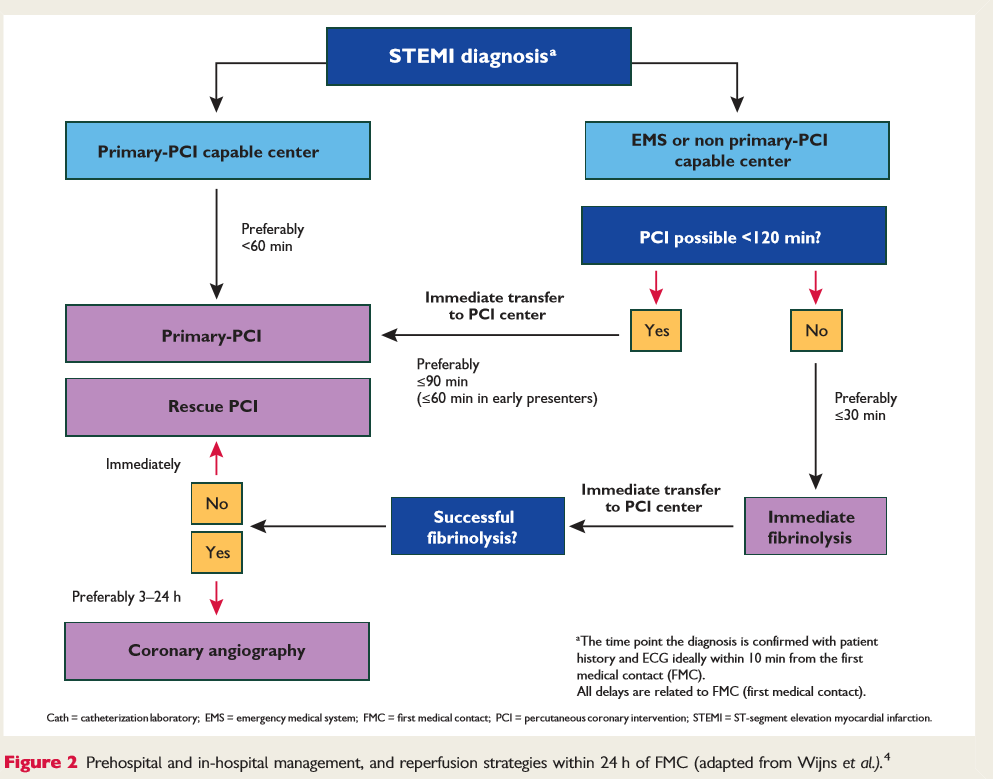 STEMI diagnosisᵃ
Primary-PCI capable center
EMS or non primary-PCI
capable center
Preferably
<60 min
PCI possible <120 min?
Immediate transfer
to PCI center
Yes
No
Primary-PCI
Preferably
≤90 min
(≤60 min in early presenters)
Preferably
≤30 min
Rescue PCI
Immediately
No
Yes
Successful
fibrinolysis?
Immediate transfer
to PCI center
Immediate
fibrinolysis
Preferably 3–24 h
Coronary angiography
ᵃThe time point the diagnosis is confirmed with patient
history and ECG ideally within 10 min from the first
medical contact (FMC).
All delays are related to FMC (first medical contact).
Cath = catheterization laboratory; EMS = emergency medical system; FMC = first medical contact; PCI = percutaneous coronary intervention; STEMI = ST-segment elevation myocardial infarction.
Figure 2 Prehospital and in-hospital management, and reperfusion strategies within 24 h of FMC (adapted from Wijns et al.).⁴